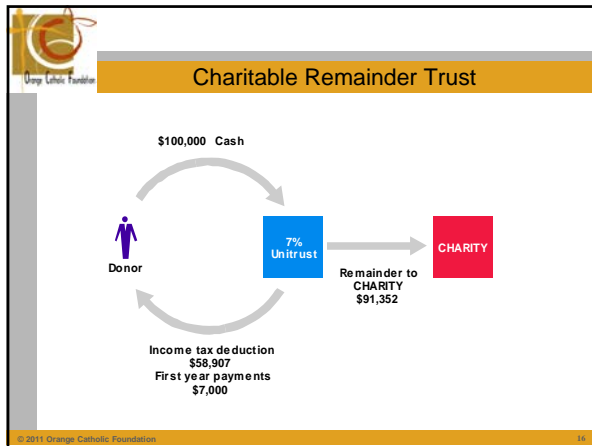 Orange Catholic Foundation
Charitable Remainder Trust
$100,000 Cash
Donor
7%
Unitrust
CHARITY
Remainder to
CHARITY
$91,352
Income tax deduction
$58,907
First year payments
$7,000
© 2011 Orange Catholic Foundation
16